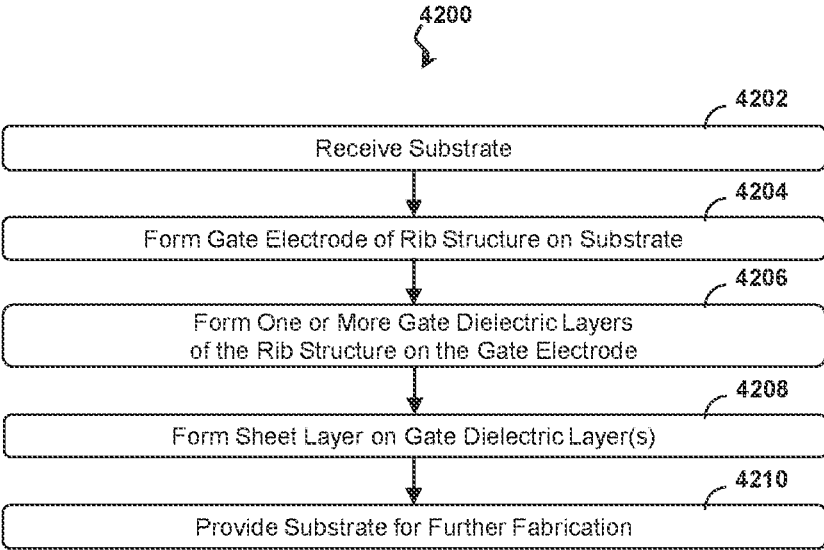 4200
4202
Receive Substrate
4204
Form Gate Electrode of Rib Structure on Substrate
4206
Form One or More Gate Dielectric Layers
of the Rib Structure on the Gate Electrode
4208
Form Sheet Layer on Gate Dielectric Layer(s)
4210
Provide Substrate for Further Fabrication